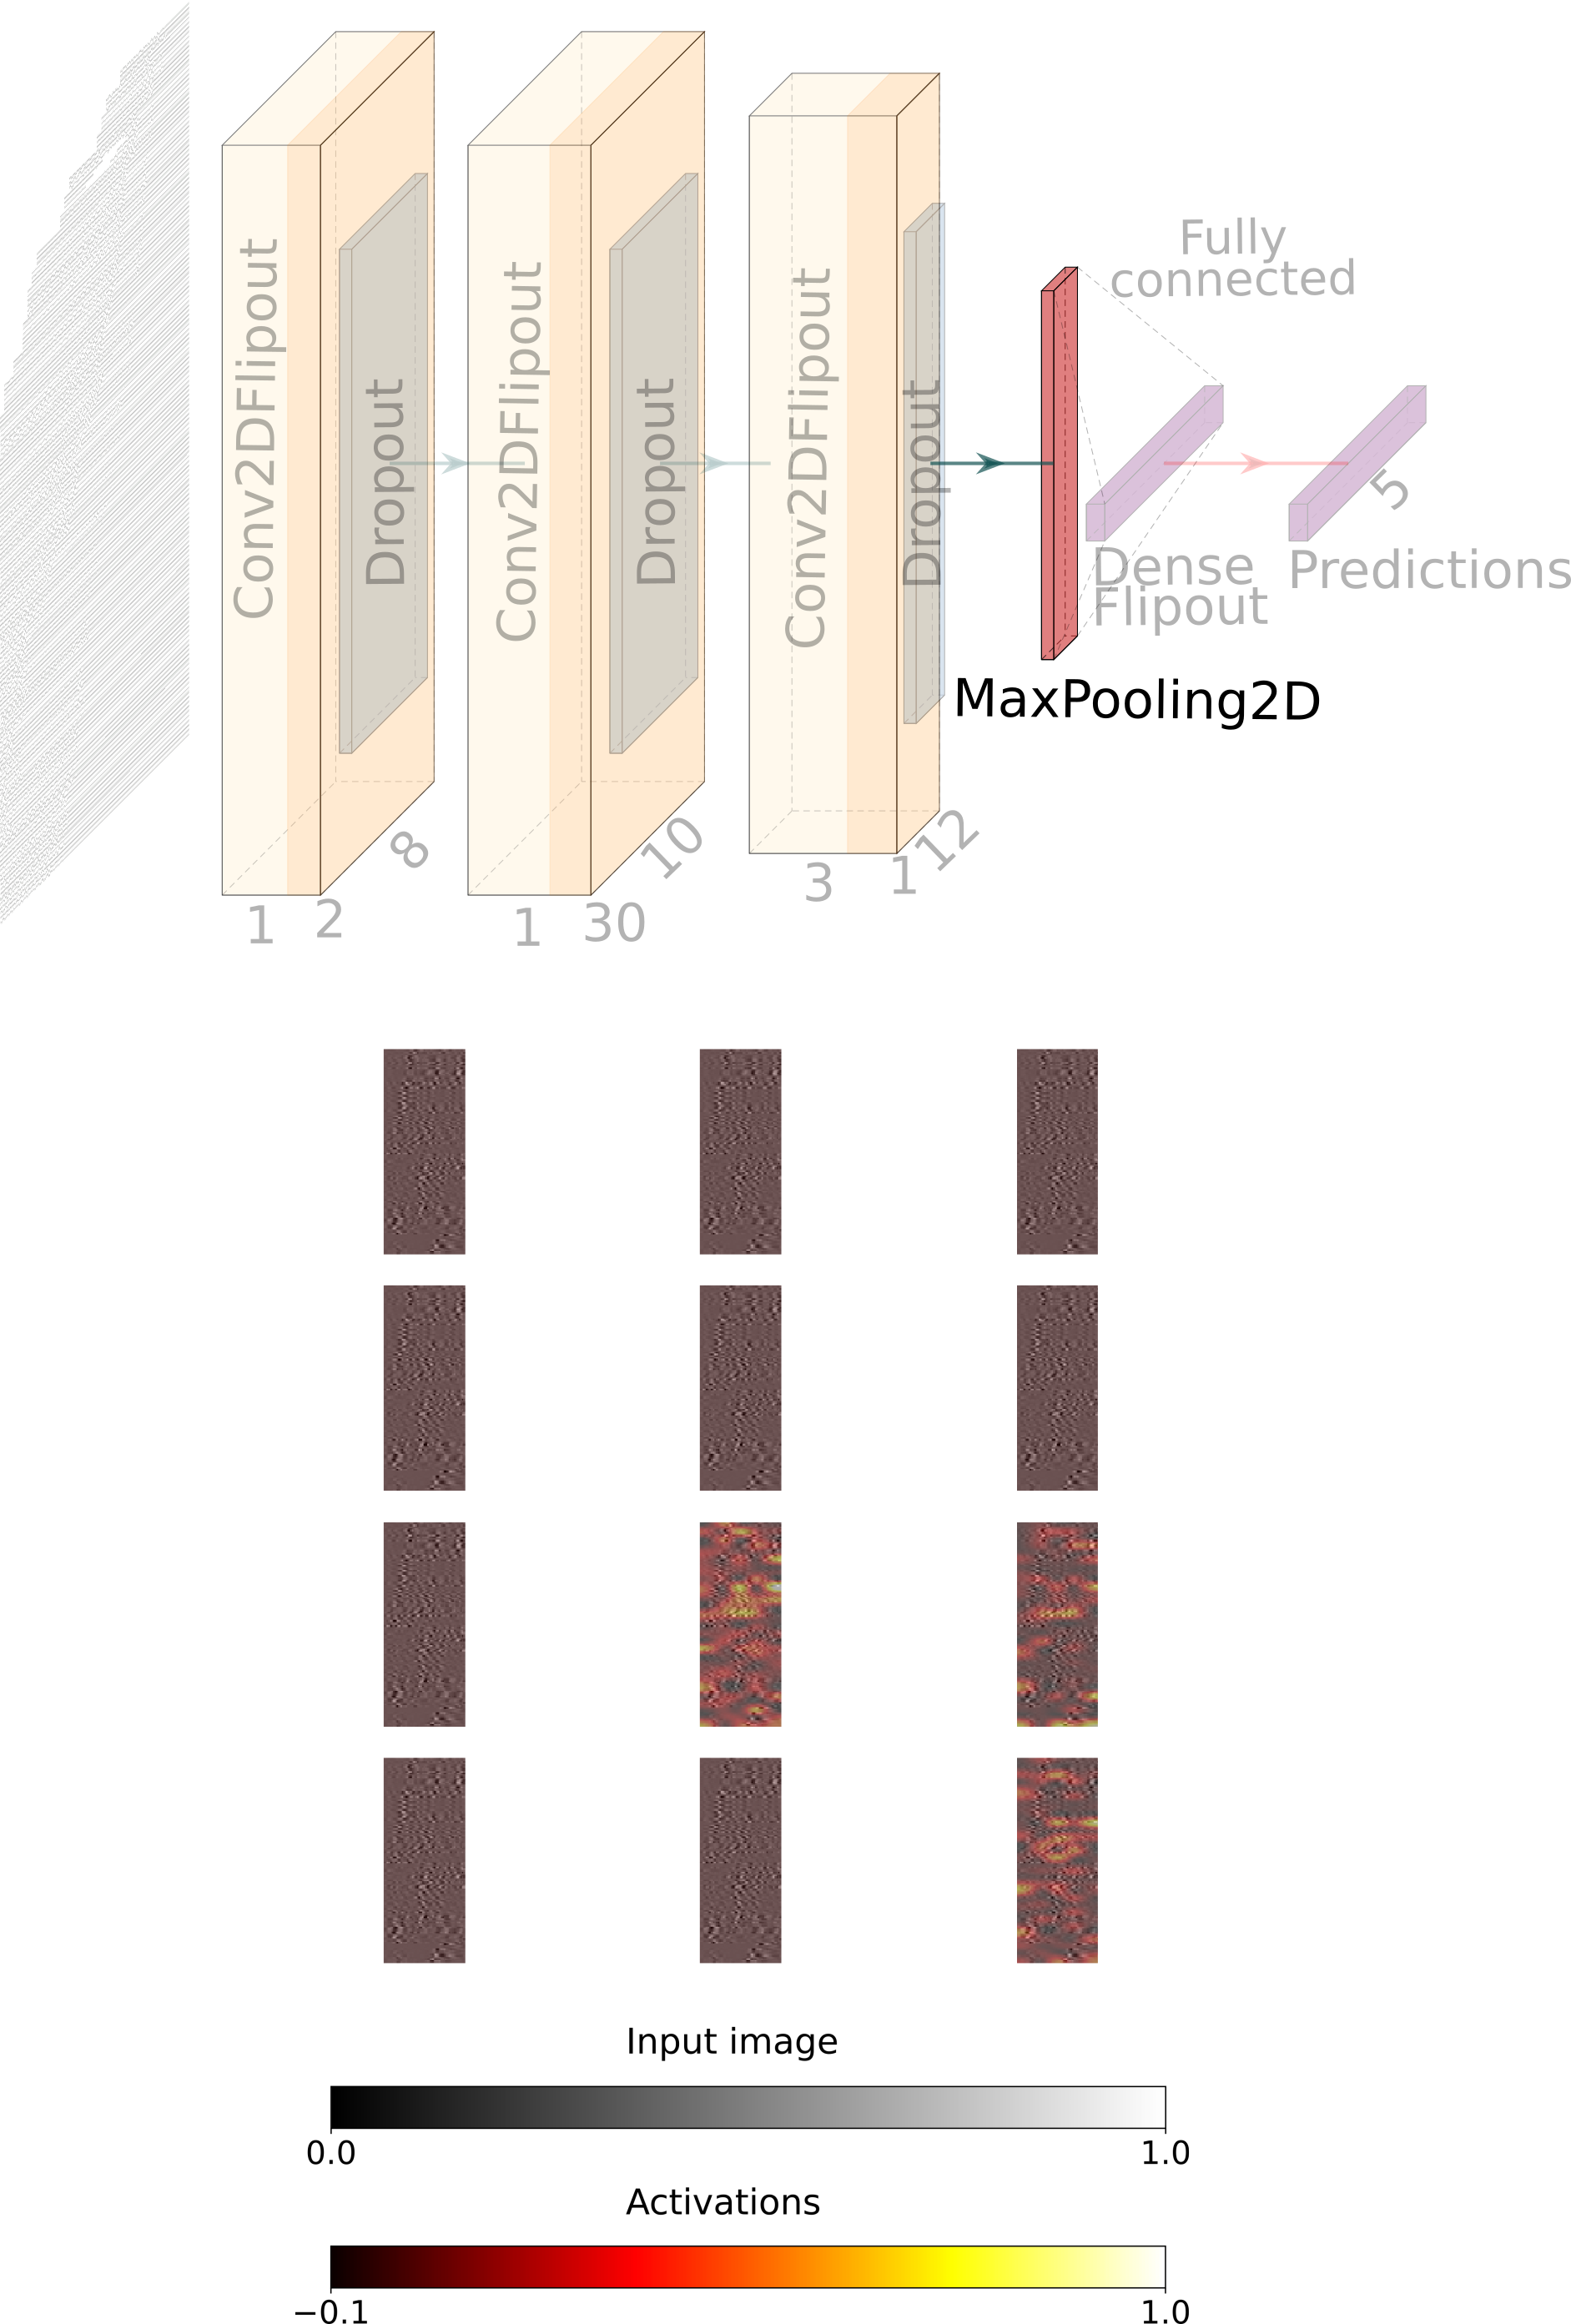 Conv2DFlipout
Dropout
8
1
2
Conv2DFlipout
Dropout
10
1
30
Conv2DFlipout
Dropout
12
3
1
MaxPooling2D
Fully
connected
Dense
Flipout
5
Predictions
Input image
0.0
1.0
Activations
−0.1
1.0